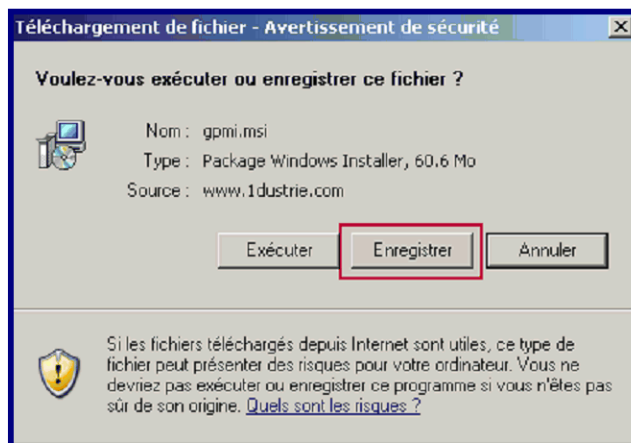 Téléchargement de fichier - Avertissement de sécurité
Voulez-vous exécuter ou enregistrer ce fichier ?
Nom : gpmi.msi
Type : Package Windows Installer, 60.6 Mo
Source : www.1dustrie.com
Exécuter Enregistrer Annuler
Si les fichiers téléchargés depuis Internet sont utiles, ce type de
fichier peut présenter des risques pour votre ordinateur. Vous ne
devriez pas exécuter ou enregistrer ce programme si vous n'êtes pas
sûr de son origine. Quels sont les risques ?